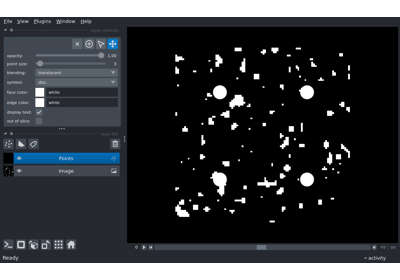 File View Plugins Window Help
opacity: 1.00
point size:
blending: translucent
symbol: disc
face color: white
edge color: white
display text:
out of slice:
Points
Image
0
Ready
activity